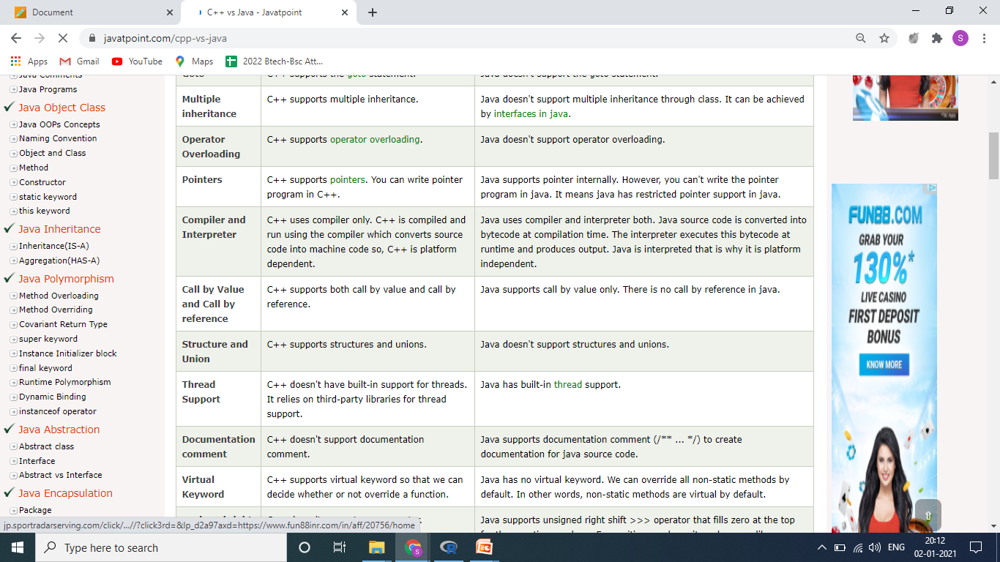 Document
C++ vs Java - Javatpoint
javatpoint.com/cpp-vs-java
S
Apps
Gmail
YouTube
Maps
2022 Btech-Bsc Att...
Java Comments
Java Programs
Java Object Class
Java OOPs Concepts
Naming Convention
Object and Class
Method
Constructor
static keyword
this keyword
Java Inheritance
Inheritance(IS-A)
Aggregation(HAS-A)
Java Polymorphism
Method Overloading
Method Overriding
Covariant Return Type
super keyword
Instance Initializer block
final keyword
Runtime Polymorphism
Dynamic Binding
instanceof operator
Java Abstraction
Abstract class
Interface
Abstract vs Interface
Java Encapsulation
Package
Goto
C++ supports the goto statement.
Java doesn't support the goto statement.
Multiple
inheritance
C++ supports multiple inheritance.
Java doesn't support multiple inheritance through class. It can be achieved
by interfaces in java.
Operator
Overloading
C++ supports operator overloading.
Java doesn't support operator overloading.
Pointers
C++ supports pointers. You can write pointer
program in C++.
Java supports pointer internally. However, you can't write the pointer
program in java. It means java has restricted pointer support in java.
Compiler and
Interpreter
C++ uses compiler only. C++ is compiled and
run using the compiler which converts source
code into machine code so, C++ is platform
dependent.
Java uses compiler and interpreter both. Java source code is converted into
bytecode at compilation time. The interpreter executes this bytecode at
runtime and produces output. Java is interpreted that is why it is platform
independent.
Call by Value
and Call by
reference
C++ supports both call by value and call by
reference.
Java supports call by value only. There is no call by reference in java.
Structure and
Union
C++ supports structures and unions.
Java doesn't support structures and unions.
Thread
Support
C++ doesn't have built-in support for threads.
It relies on third-party libraries for thread
support.
Java has built-in thread support.
Documentation
comment
C++ doesn't support documentation
comment.
Java supports documentation comment (/** ... */) to create
documentation for java source code.
Virtual
Keyword
C++ supports virtual keyword so that we can
decide whether or not override a function.
Java has no virtual keyword. We can override all non-static methods by
default. In other words, non-static methods are virtual by default.
Java supports unsigned right shift >>> operator that fills zero at the top
FUN88.COM
GRAB YOUR
130%*
LIVE CASINO
FIRST DEPOSIT
BONUS
KNOW MORE
jp.sportradarserving.com/click/...//?click3rd=&lp_d2a97axd=https://www.fun88inr.com/in/aff/20756/home
Type here to search
S
ENG
20:12
02-01-2021